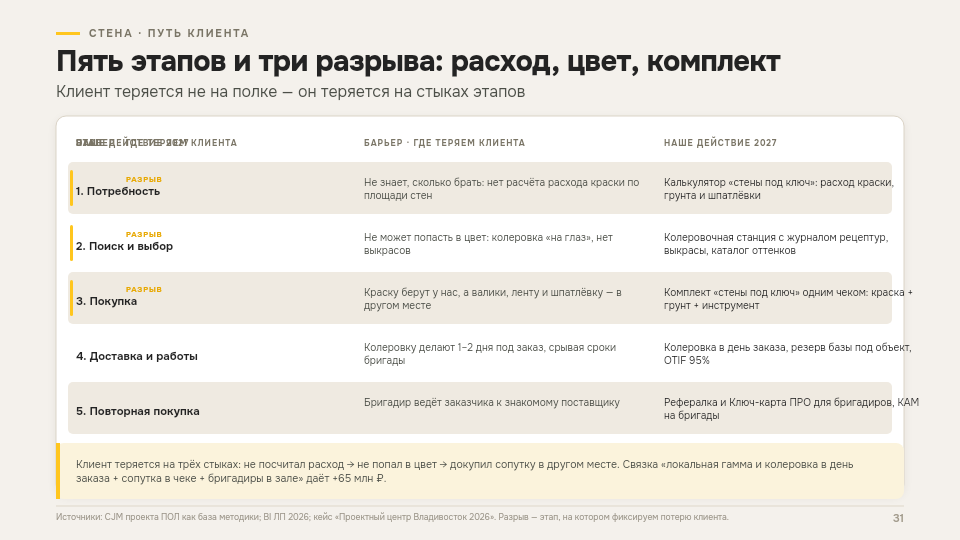 СТЕНА · ПУТЬ КЛИЕНТА
Пять этапов и три разрыва: расход, цвет, комплект
Клиент теряется не на полке — он теряется на стыках этапов
БАРЬЕР · ГДЕ ТЕРЯЕМ КЛИЕНТА
НАШЕ ДЕЙСТВИЕ 2027
РАЗРЫВ
1. Потребность
Не знает, сколько брать: нет расчёта расхода краски по
площади стен
Калькулятор «стены под ключ»: расход краски,
грунта и шпатлёвки
РАЗРЫВ
2. Поиск и выбор
Не может попасть в цвет: колеровка «на глаз», нет
выкрасов
Колеровочная станция с журналом рецептур,
выкрасы, каталог оттенков
РАЗРЫВ
3. Покупка
Краску берут у нас, а валики, ленту и шпатлёвку — в
другом месте
Комплект «стены под ключ» одним чеком: краска +
грунт + инструмент
4. Доставка и работы
Колеровку делают 1–2 дня под заказ, срывая сроки
бригады
Колеровка в день заказа, резерв базы под объект,
OTIF 95%
5. Повторная покупка
Бригадир ведёт заказчика к знакомому поставщику
Рефералка и Ключ-карта ПРО для бригадиров, КАМ
на бригады
Клиент теряется на трёх стыках: не посчитал расход → не попал в цвет → докупил сопутку в другом месте. Связка «локальная гамма и колеровка в день
заказа + сопутка в чеке + бригадиры в зале» даёт +65 млн ₽.
Источники: CJM проекта ПОЛ как база методики; BI ЛП 2026; кейс «Проектный центр Владивосток 2026». Разрыв — этап, на котором фиксируем потерю клиента.
31